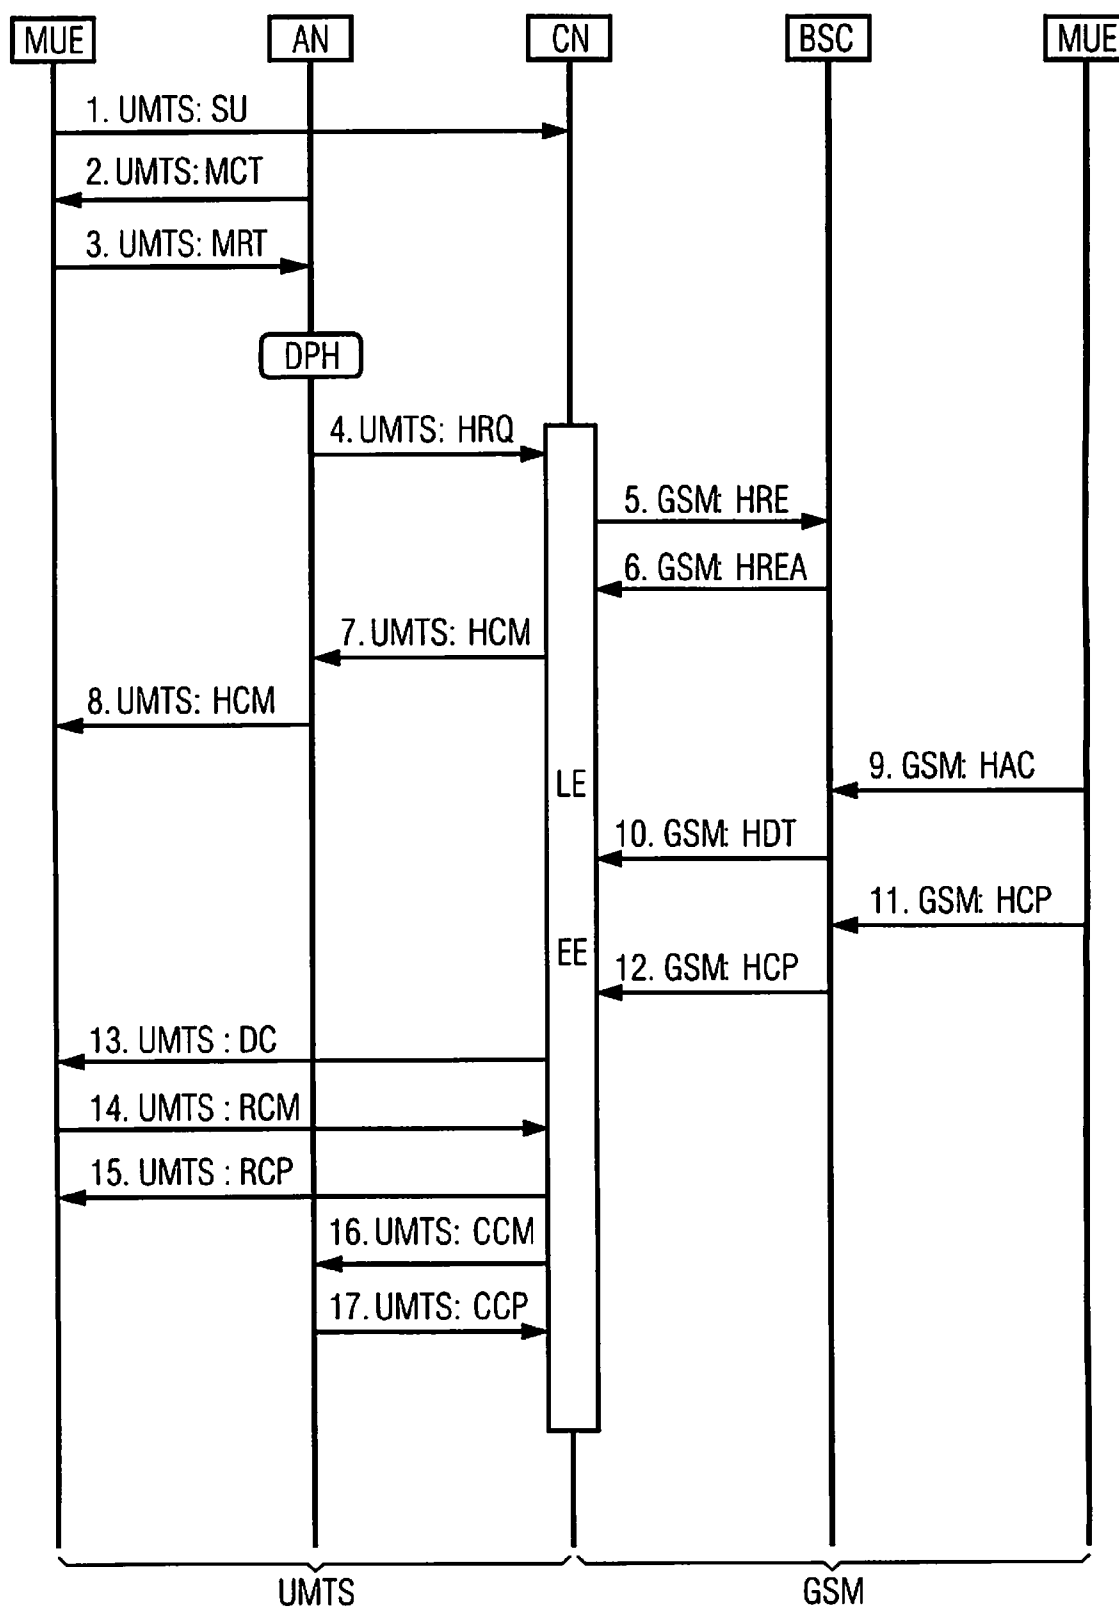 MUE AN CN BSC MUE
1. UMTS: SU
2. UMTS: MCT
3. UMTS: MRT
DPH
4. UMTS: HRQ
5. GSM: HRE
6. GSM: HREA
7. UMTS: HCM
8. UMTS: HCM
LE
9. GSM: HAC
10. GSM: HDT
11. GSM: HCP
EE
12. GSM: HCP
13. UMTS : DC
14. UMTS : RCM
15. UMTS : RCP
16. UMTS: CCM
17. UMTS: CCP
UMTS GSM